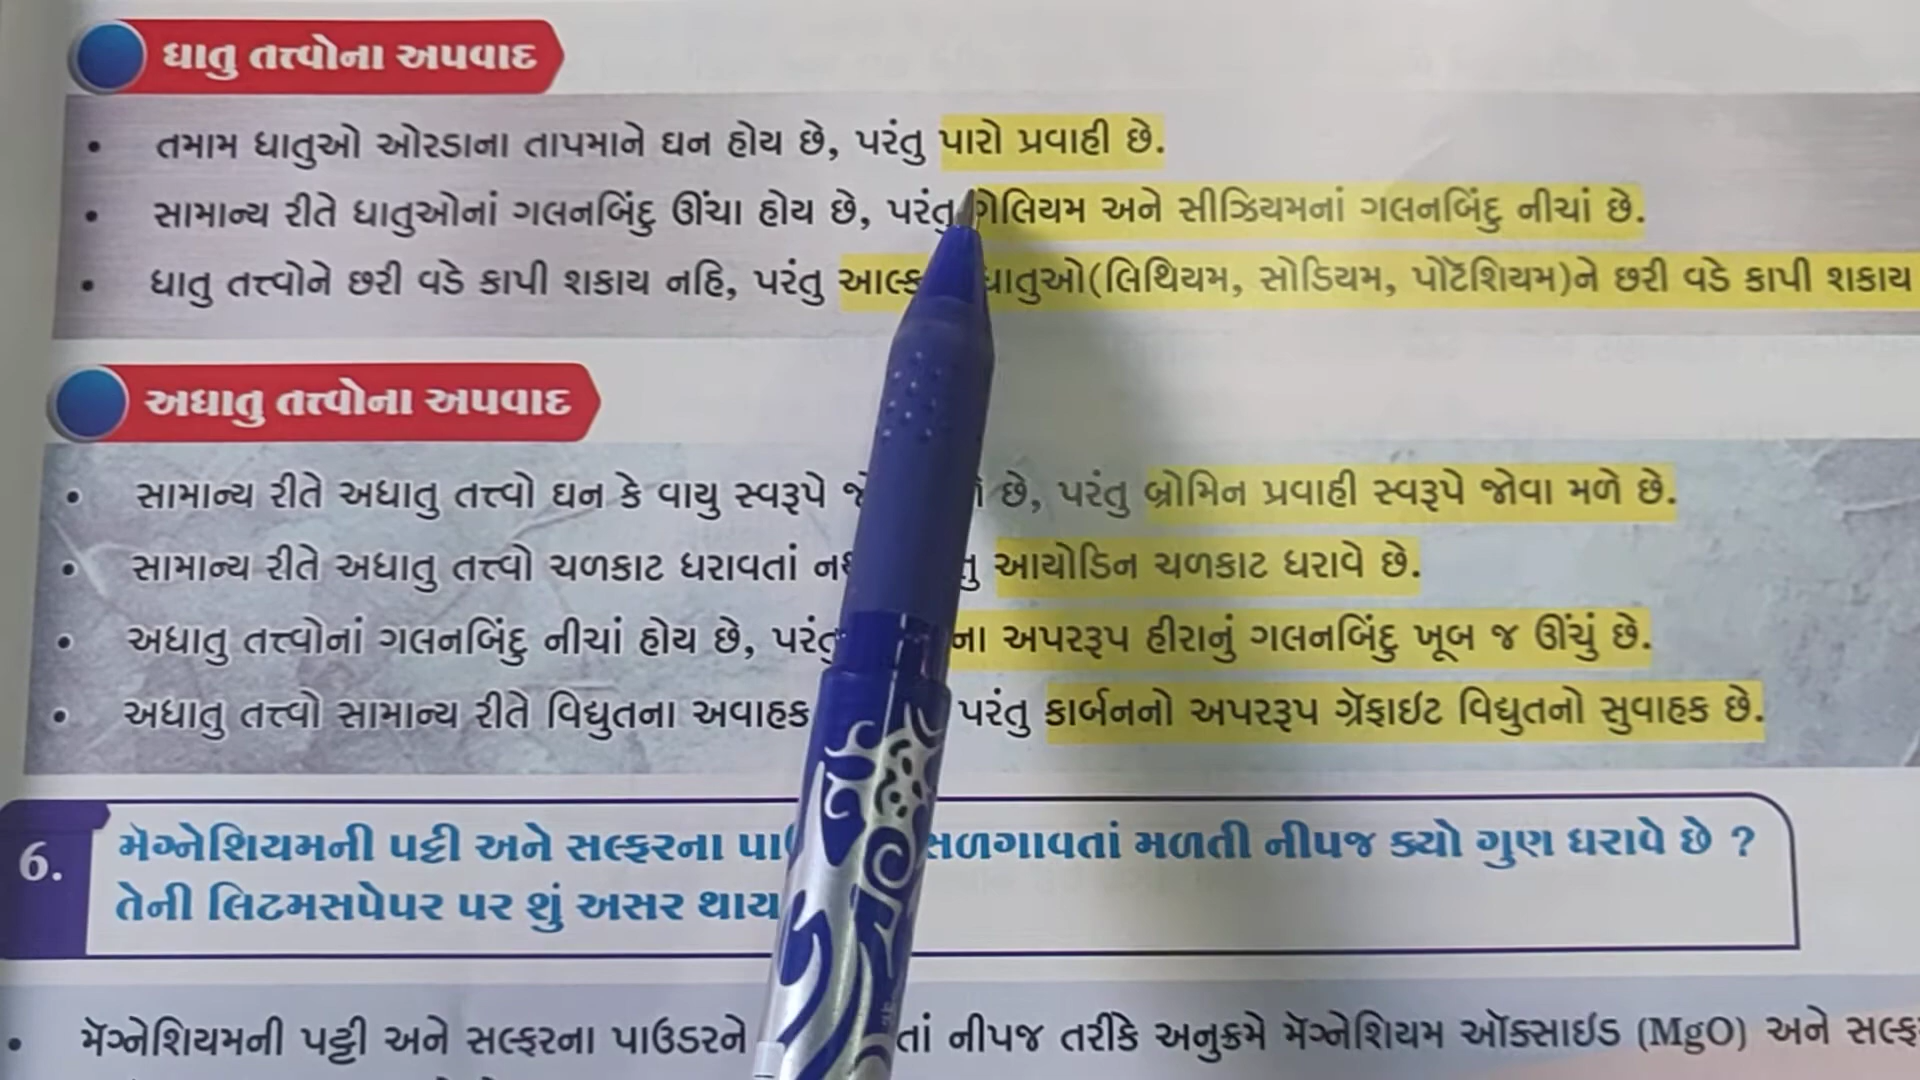 ધાતુ તત્ત્વોના અપવાદ
• તમામ ધાતુઓ ઓરડાના તાપમાને ઘન હોય છે, પરંતુ પારો પ્રવાહી છે.
• સામાન્ય રીતે ધાતુઓનાં ગલનબિંદુ ઊંચા હોય છે, પરંતુ ગેલિયમ અને સીઝિયમનાં ગલનબિંદુ નીચાં છે.
• ધાતુ તત્ત્વોને છરી વડે કાપી શકાય નહિ, પરંતુ ધાતુઓ(લિથિયમ, સોડિયમ, પોટૅશિયમ)ને છરી વડે કાપી શકાય
અધાતુ તત્ત્વોના અપવાદ
• સામાન્ય રીતે અધાતુ તત્ત્વો ઘન કે વાયુ સ્વરૂપે છે, પરંતુ બ્રોમિન પ્રવાહી સ્વરૂપે જોવા મળે છે.
• સામાન્ય રીતે અધાતુ તત્ત્વો ચળકાટ ધરાવતાં આયોડિન ચળકાટ ધરાવે છે.
• અધાતુ તત્ત્વોનાં ગલનબિંદુ નીચાં હોય છે, પરંતુ અપરરૂપ હીરાનું ગલનબિંદુ ખૂબ જ ઊંચું છે.
• અધાતુ તત્ત્વો સામાન્ય રીતે વિદ્યુતના અવાહક પરંતુ કાર્બનનો અપરરૂપ ગ્રૅફાઇટ વિદ્યુતનો સુવાહક છે.
6. મૅગ્નેશિયમની પટ્ટી અને સલ્ફરના સળગાવતાં મળતી નીપજ ક્યો ગુણ ધરાવે છે ?
તેની લિટમસપેપર પર શું અસર થાય
• મૅગ્નેશિયમની પટ્ટી અને સલ્ફરના પાઉડરને નીપજ તરીકે અનુક્રમે મૅગ્નેશિયમ ઑક્સાઇડ (MgO) અને